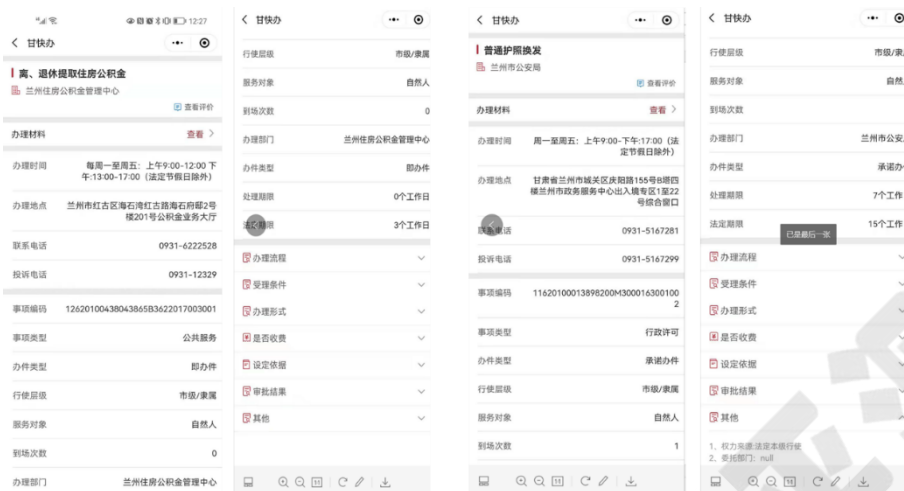 12:27
甘快办
离、退休提取住房公积金
兰州住房公积金管理中心
查看评价
办理材料
查看
办理时间
每周一至周五：上午9:00-12:00 下
午:13:00-17:00（法定节假日除外）
办理地点
兰州市红古区海石湾红古路海石府邸2号
楼201号公积金业务大厅
联系电话
0931-6222528
投诉电话
0931-12329
事项编码
12620100438043865B3622017003001
事项类型
公共服务
办件类型
即办件
行使层级
市级/隶属
服务对象
自然人
到场次数
0
办理部门
兰州住房公积金管理中心
甘快办
行使层级
市级/隶属
服务对象
自然人
到场次数
0
办理部门
兰州住房公积金管理中心
办件类型
即办件
处理期限
0个工作日
法定期限
3个工作日
办理流程
受理条件
办理形式
是否收费
设定依据
审批结果
其他
甘快办
普通护照换发
兰州市公安局
查看评价
办理材料
查看
办理时间
周一至周五：上午9:00-下午:17:00（法
定节假日除外）
办理地点
甘肃省兰州市城关区庆阳路155号B塔四
楼兰州市政务服务中心出入境专区1至22
号综合窗口
联系电话
0931-5167281
投诉电话
0931-5167299
事项编码
11620100013898200M300016300100
2
事项类型
行政许可
办件类型
承诺办件
行使层级
市级/隶属
服务对象
自然人
到场次数
1
甘快办
行使层级
市级/隶
服务对象
自然
到场次数
办理部门
兰州市公安
办件类型
承诺办
处理期限
7个工作
法定期限
15个工作
已是最后一张
办理流程
受理条件
办理形式
是否收费
设定依据
审批结果
其他
1、权力来源:法定本级行使
2、委托部门：null